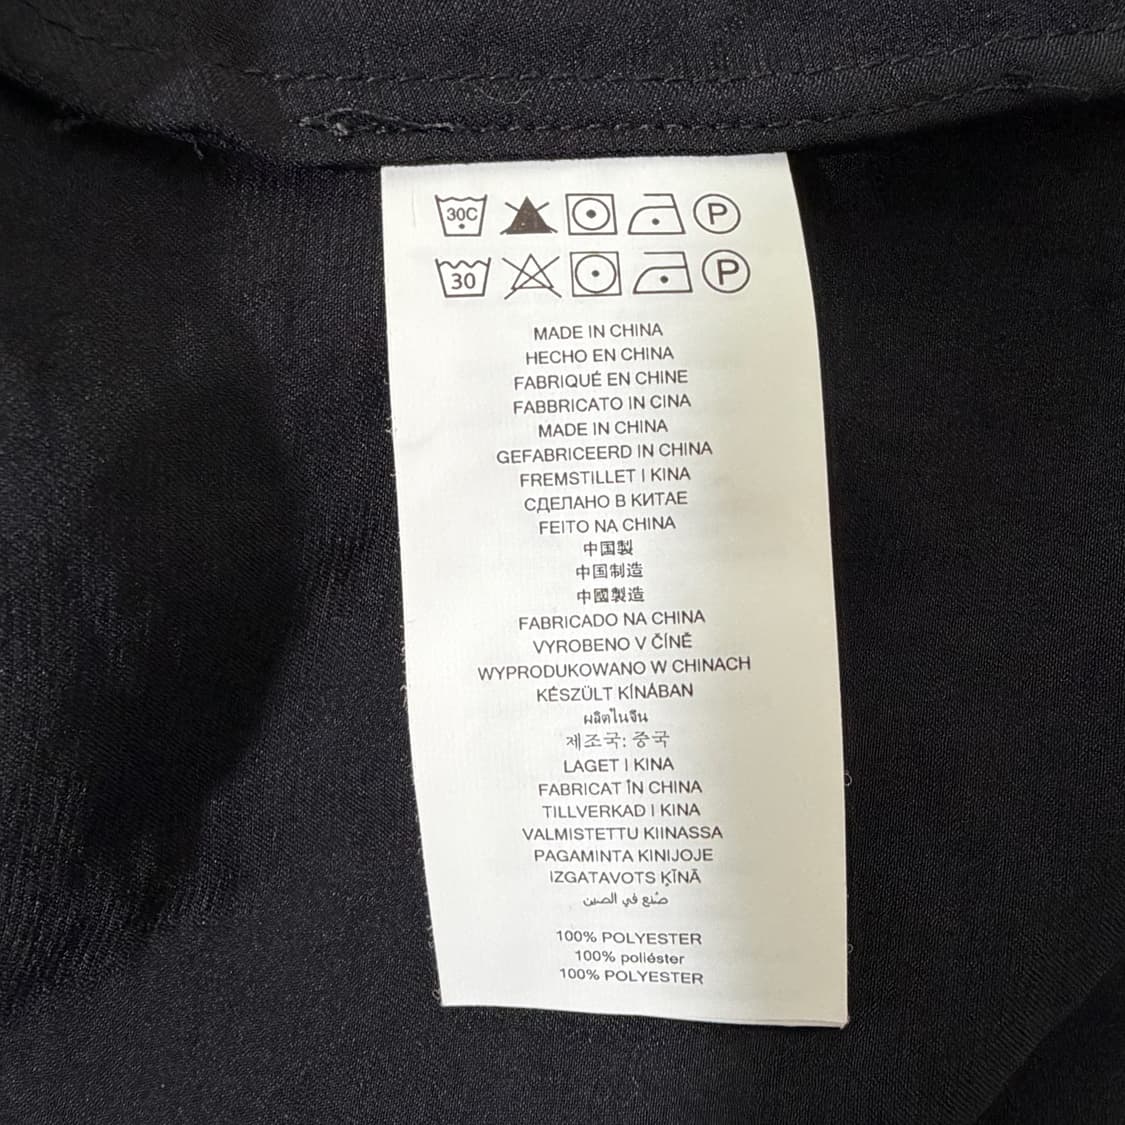 30C P
30 P
MADE IN CHINA
HECHO EN CHINA
FABRIQUÉ EN CHINE
FABBRICATO IN CINA
MADE IN CHINA
GEFABRICEERD IN CHINA
FREMSTILLET I KINA
СДЕЛАНО В КИТАЕ
FEITO NA CHINA
中国製
中国制造
中國製造
FABRICADO NA CHINA
VYROBENO V ČÍNĚ
WYPRODUKOWANO W CHINACH
KÉSZÜLT KÍNÁBAN
ผลิตในจีน
제조국: 중국
LAGET I KINA
FABRICAT ÎN CHINA
TILLVERKAD I KINA
VALMISTETTU KIINASSA
PAGAMINTA KINIJOJE
IZGATAVOTS ĶĪNĀ
صُنع في الصين
100% POLYESTER
100% poliéster
100% POLYESTER